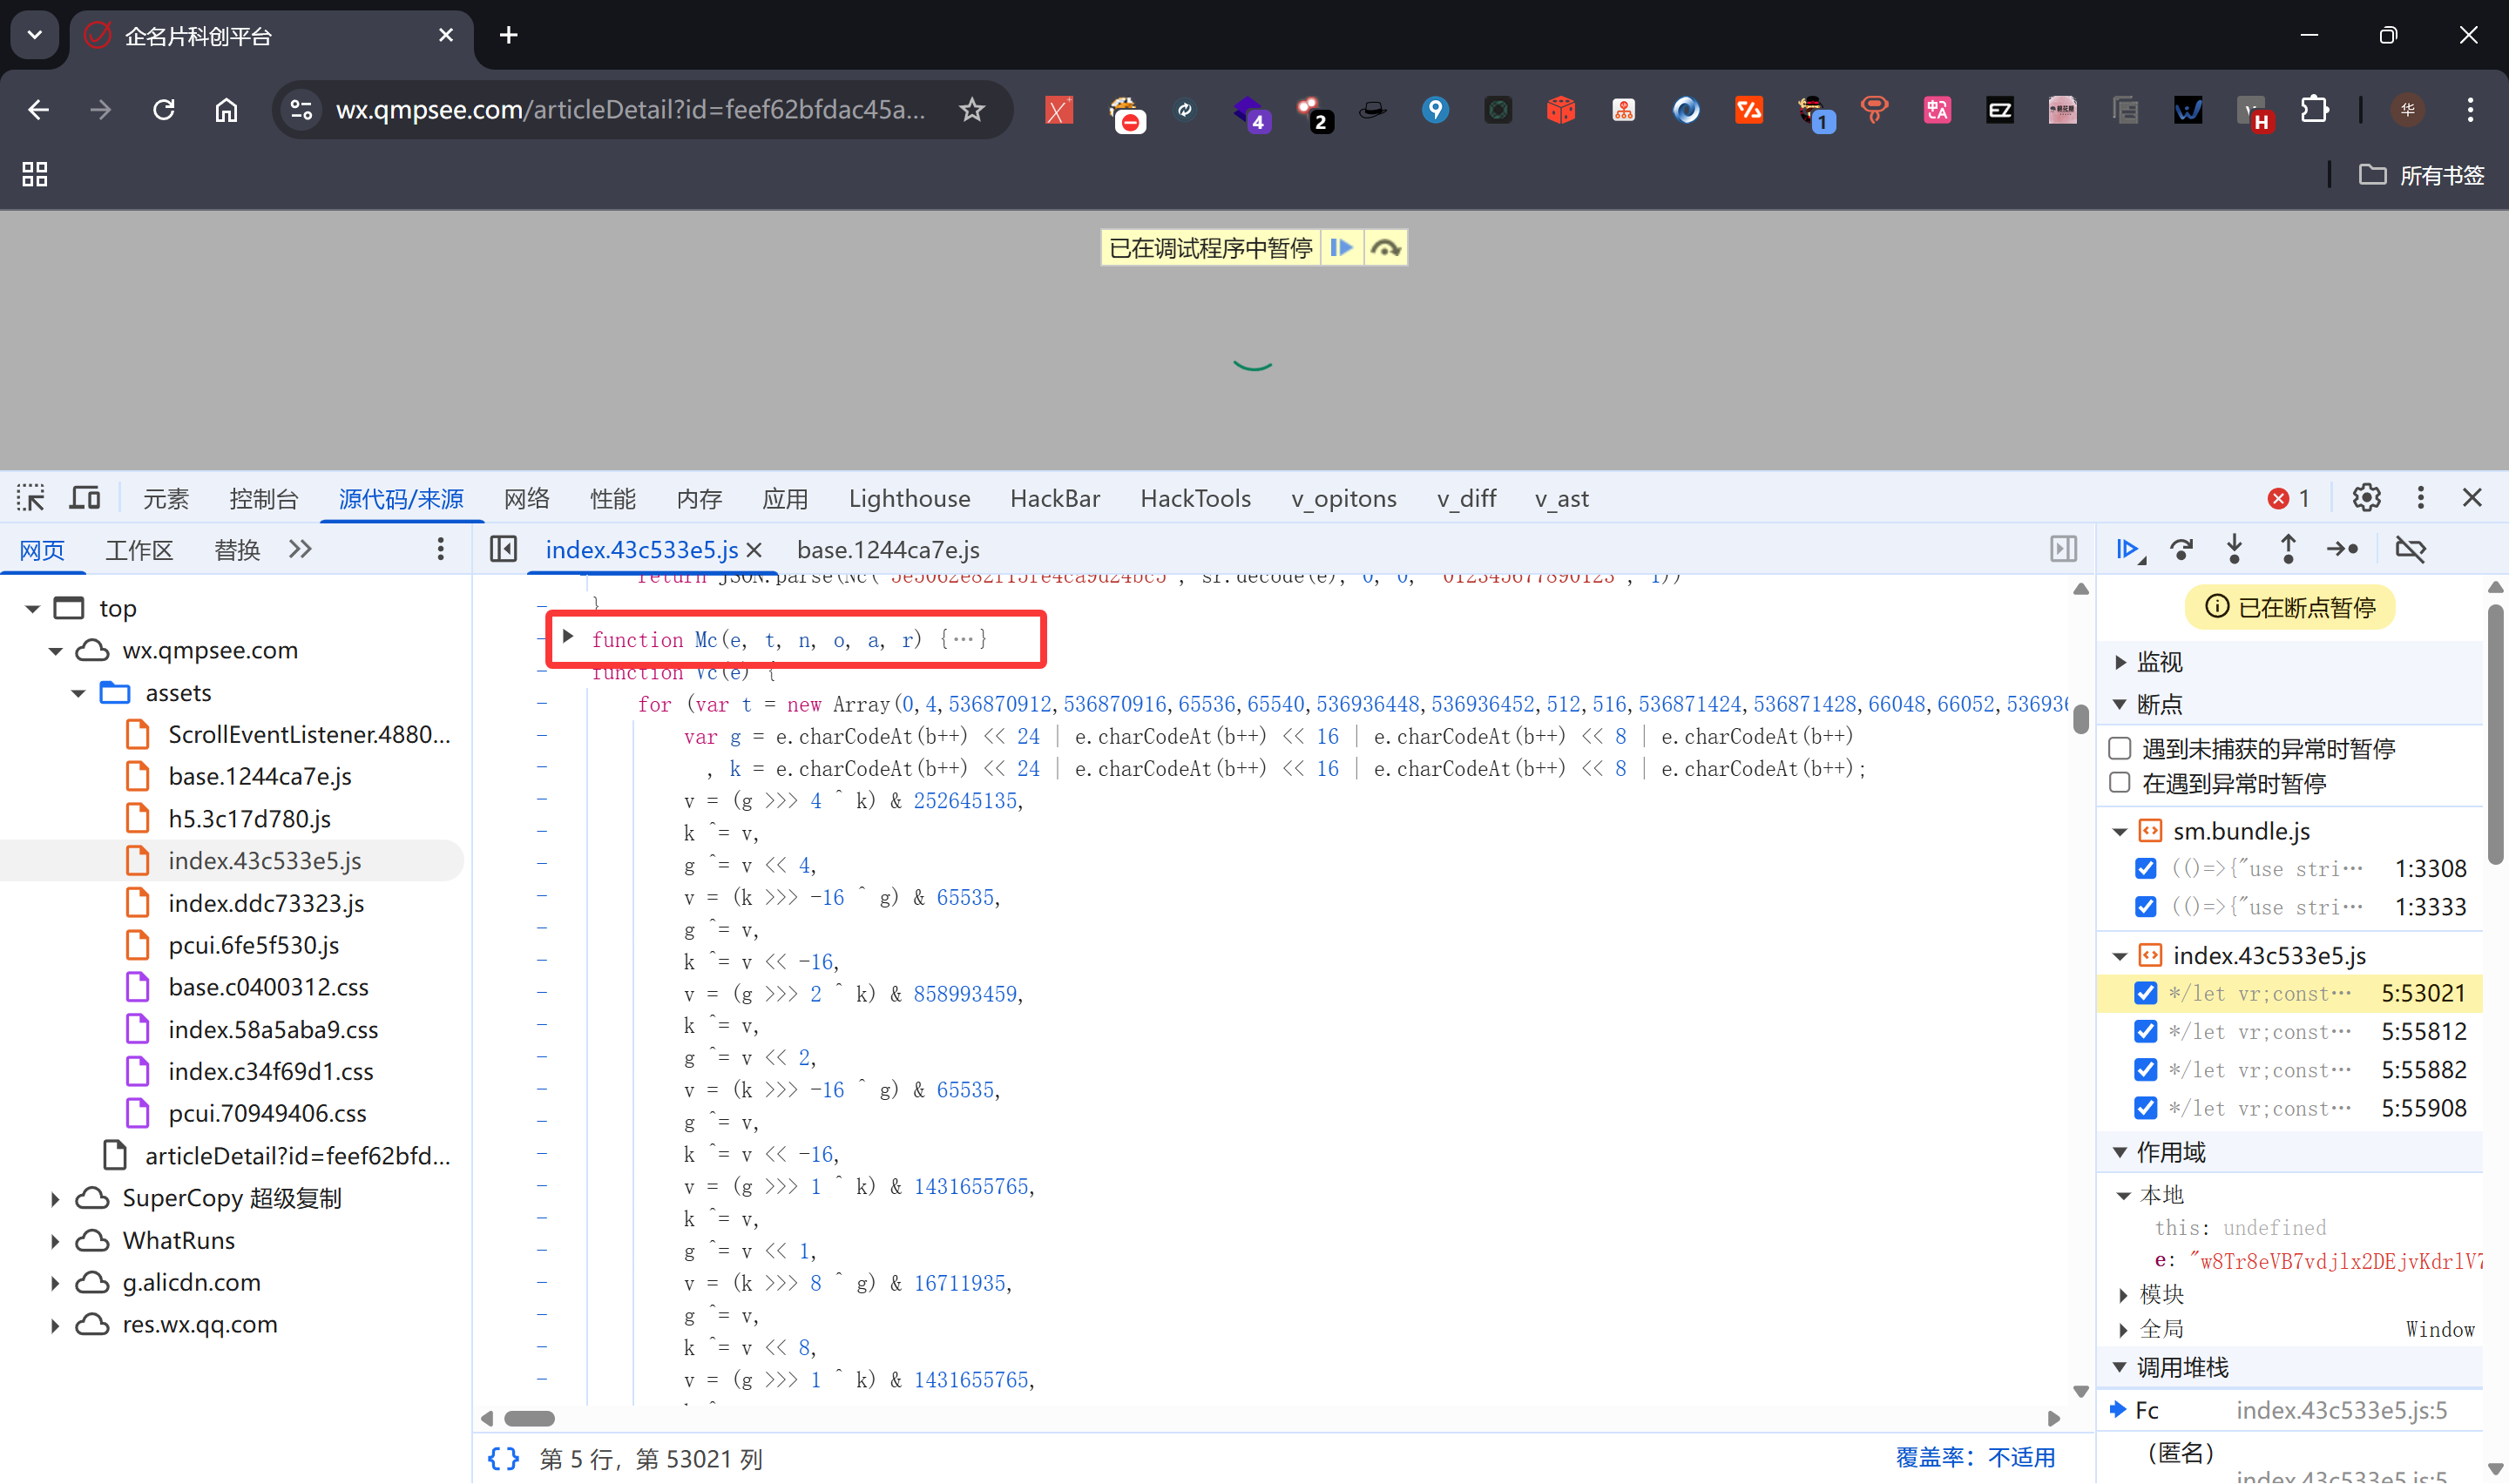 企名片科创平台
wx.qmpsee.com/articleDetail?id=feef62bfdac45a...
4
2
1
H
华
所有书签
已在调试程序中暂停
元素 控制台 源代码/来源 网络 性能 内存 应用 Lighthouse HackBar HackTools v_opitons v_diff v_ast 1
网页 工作区 替换
index.43c533e5.js base.1244ca7e.js
top
wx.qmpsee.com
assets
ScrollEventListener.4880...
base.1244ca7e.js
h5.3c17d780.js
index.43c533e5.js
index.ddc73323.js
pcui.6fe5f530.js
base.c0400312.css
index.58a5aba9.css
index.c34f69d1.css
pcui.70949406.css
articleDetail?id=feef62bfd...
SuperCopy 超级复制
WhatRuns
g.alicdn.com
res.wx.qq.com
}
function Mc(e, t, n, o, a, r) {…}
function Vc(e) {
for (var t = new Array(0,4,536870912,536870916,65536,65540,536936448,536936452,512,516,536871424,536871428,66048,66052,53693
var g = e.charCodeAt(b++) << 24 | e.charCodeAt(b++) << 16 | e.charCodeAt(b++) << 8 | e.charCodeAt(b++)
, k = e.charCodeAt(b++) << 24 | e.charCodeAt(b++) << 16 | e.charCodeAt(b++) << 8 | e.charCodeAt(b++);
v = (g >>> 4 ^ k) & 252645135,
k ^= v,
g ^= v << 4,
v = (k >>> -16 ^ g) & 65535,
g ^= v,
k ^= v << -16,
v = (g >>> 2 ^ k) & 858993459,
k ^= v,
g ^= v << 2,
v = (k >>> -16 ^ g) & 65535,
g ^= v,
k ^= v << -16,
v = (g >>> 1 ^ k) & 1431655765,
k ^= v,
g ^= v << 1,
v = (k >>> 8 ^ g) & 16711935,
g ^= v,
k ^= v << 8,
v = (g >>> 1 ^ k) & 1431655765,
{} 第 5 行，第 53021 列
覆盖率：不适用
已在断点暂停
监视
断点
遇到未捕获的异常时暂停
在遇到异常时暂停
sm.bundle.js
(()=>{"use stri… 1:3308
(()=>{"use stri… 1:3333
index.43c533e5.js
*/let vr;const… 5:53021
*/let vr;const… 5:55812
*/let vr;const… 5:55882
*/let vr;const… 5:55908
作用域
本地
this: undefined
e: "w8Tr8eVB7vdjlx2DEjvKdrlV7
模块
全局 Window
调用堆栈
Fc index.43c533e5.js:5
（匿名）
index.43c533e5.js:5